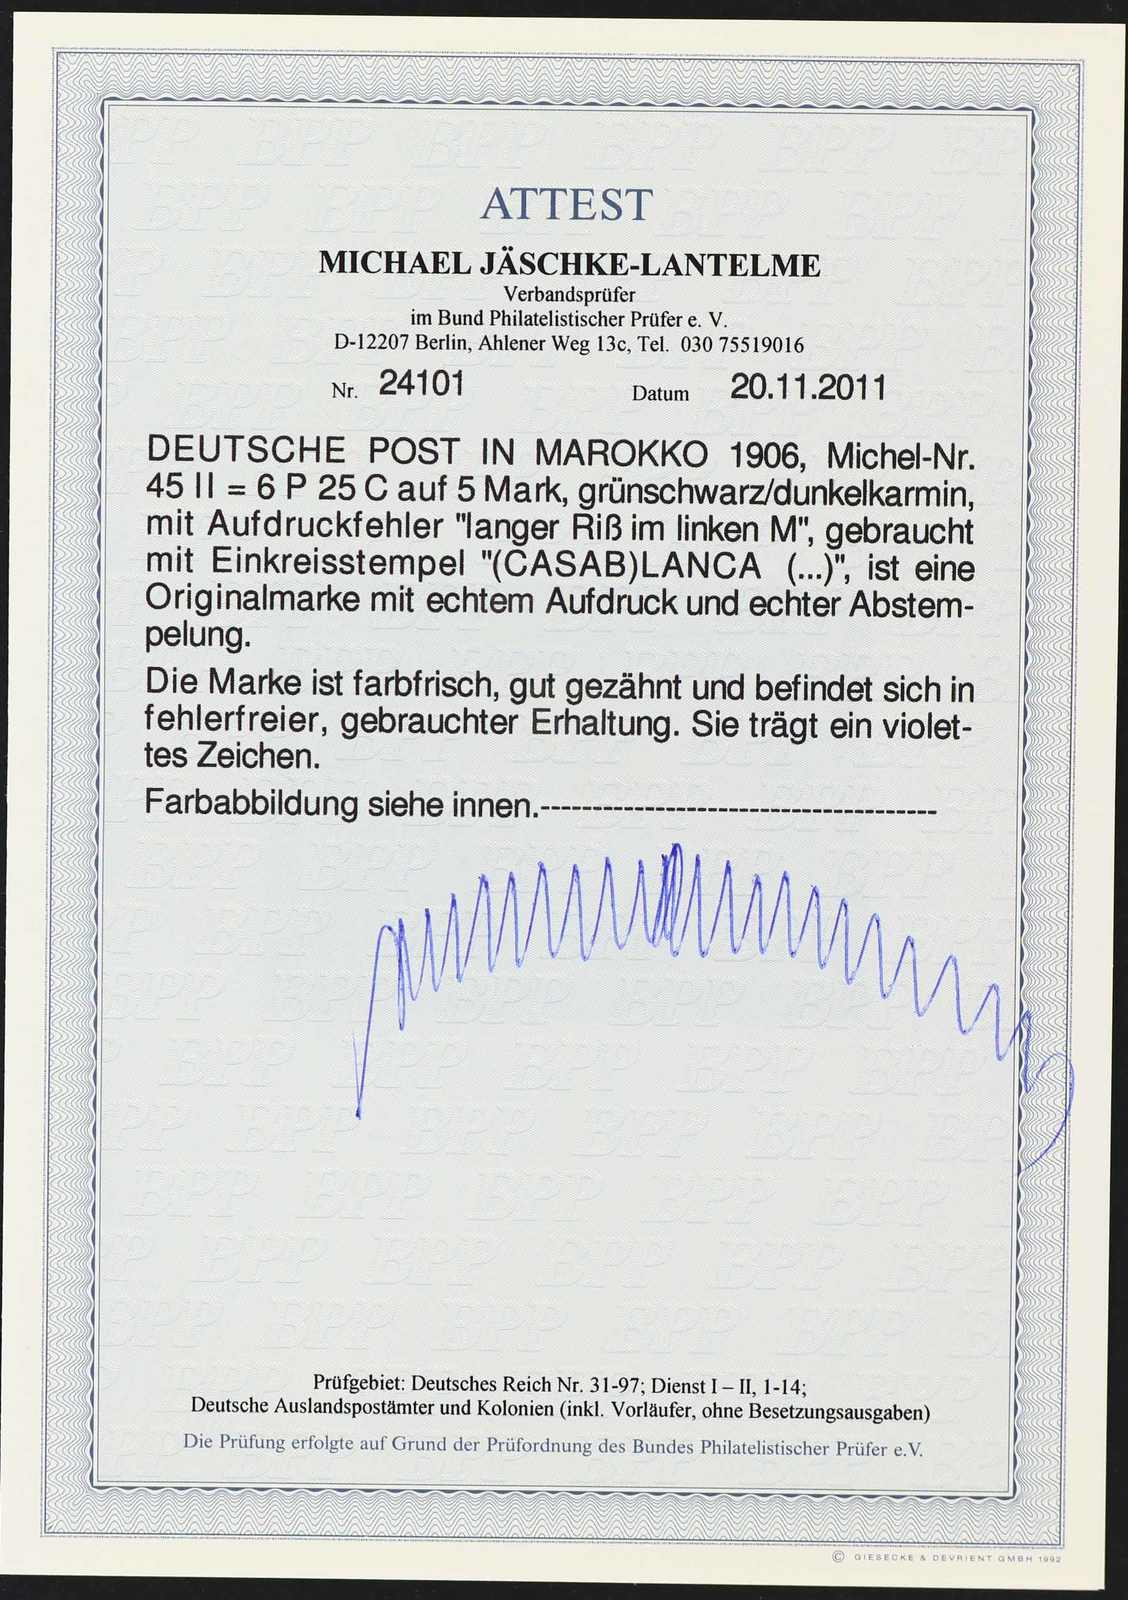 ATTEST
MICHAEL JÄSCHKE-LANTELME
Verbandsprüfer
im Bund Philatelistischer Prüfer e. V.
D-12207 Berlin, Ahlener Weg 13c, Tel. 030 75519016
Nr. 24101 Datum 20.11.2011
DEUTSCHE POST IN MAROKKO 1906, Michel-Nr.
45 II = 6 P 25 C auf 5 Mark, grünschwarz/dunkelkarmin,
mit Aufdruckfehler "langer Riß im linken M", gebraucht
mit Einkreisstempel "(CASAB)LANCA (...)", ist eine
Originalmarke mit echtem Aufdruck und echter Abstem-
pelung.
Die Marke ist farbfrisch, gut gezähnt und befindet sich in
fehlerfreier, gebrauchter Erhaltung. Sie trägt ein violet-
tes Zeichen.
Farbabbildung siehe innen.--------------------------------------
Prüfgebiet: Deutsches Reich Nr. 31-97; Dienst I – II, 1-14;
Deutsche Auslandspostämter und Kolonien (inkl. Vorläufer, ohne Besetzungsausgaben)
Die Prüfung erfolgte auf Grund der Prüfordnung des Bundes Philatelistischer Prüfer e.V.
© GIESECKE & DEVRIENT GMBH 1992